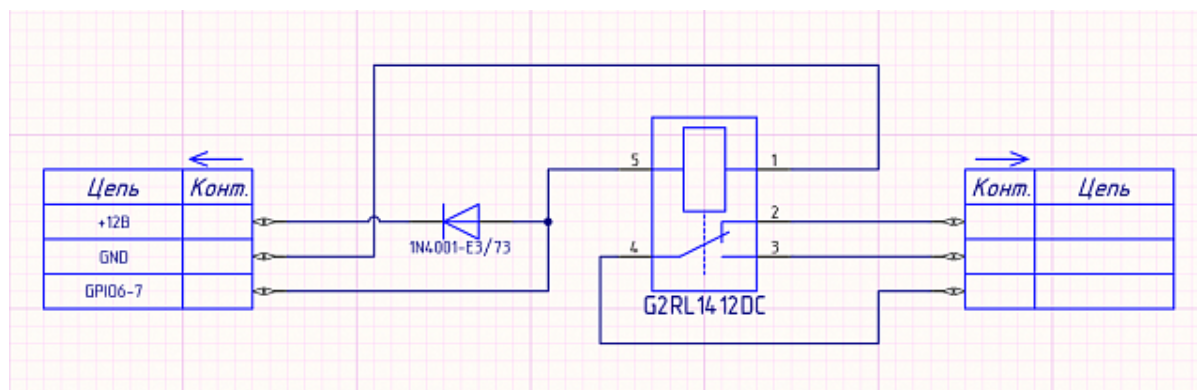 Цепь Конт.
+12В
GND
GPIO6-7
1N4001-E3/73
5 1
2
4 3
G2RL1412DC
Конт. Цепь